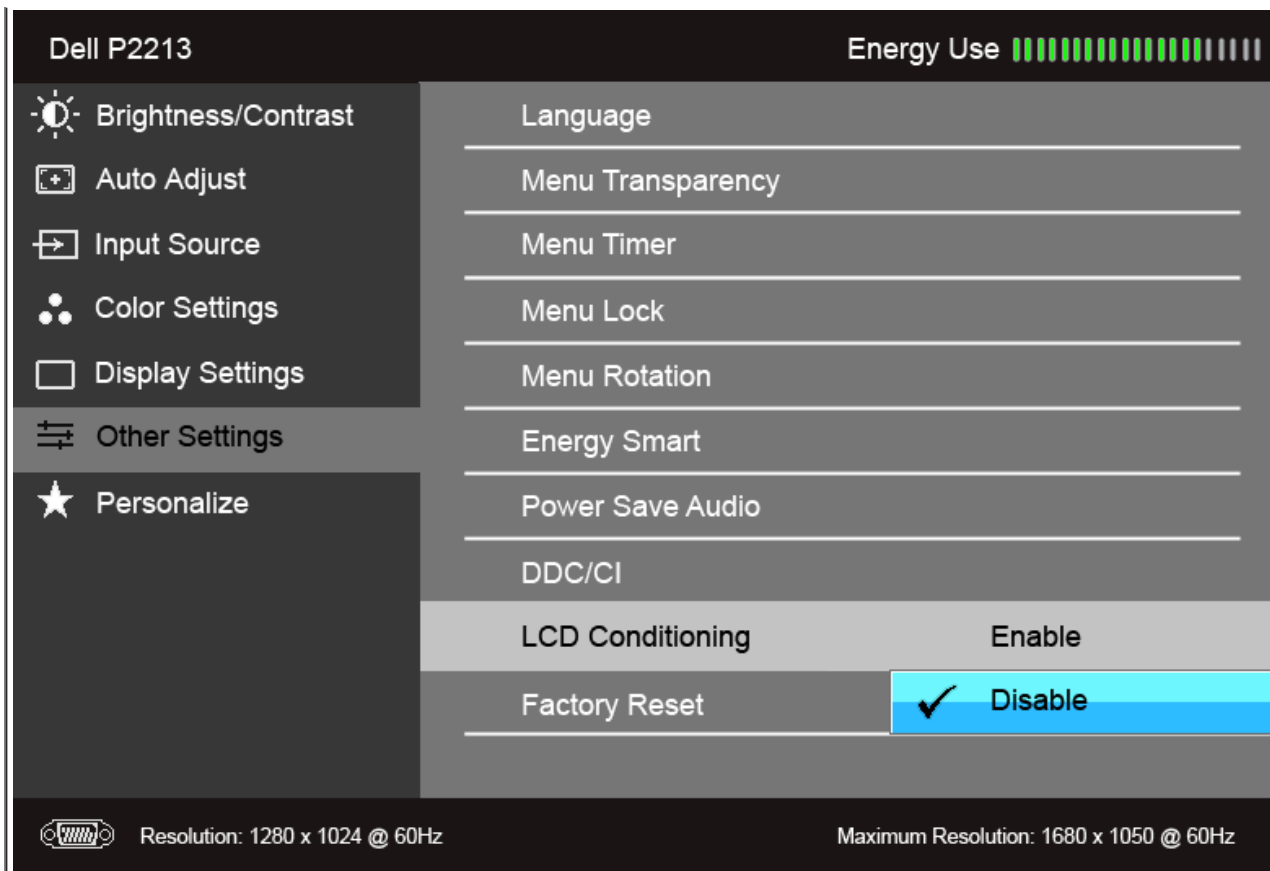 Dell P2213
Energy Use
Brightness/Contrast
Auto Adjust
Input Source
Color Settings
Display Settings
Other Settings
Personalize
Language
Menu Transparency
Menu Timer
Menu Lock
Menu Rotation
Energy Smart
Power Save Audio
DDC/CI
LCD Conditioning
Enable
Factory Reset
Disable
Resolution: 1280 x 1024 @ 60Hz
Maximum Resolution: 1680 x 1050 @ 60Hz